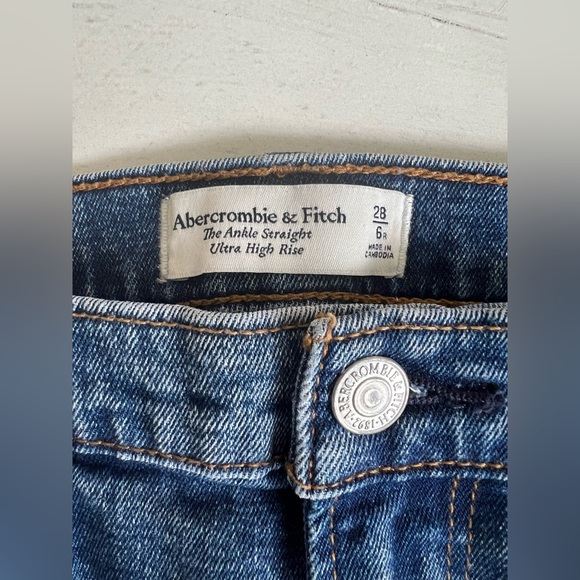 Abercrombie & Fitch
The Ankle Straight
Ultra High Rise
28
6R
MADE IN
CAMBODIA
ABERCROMBIE & FITCH · 1892 ·